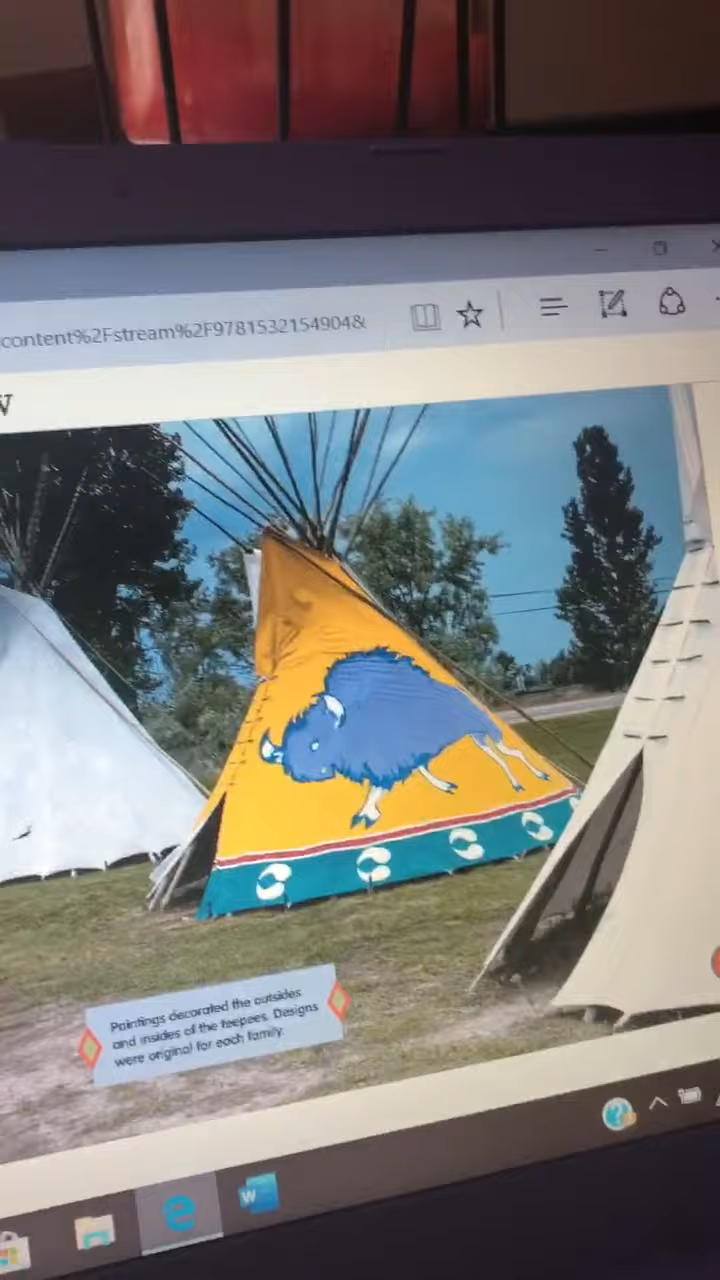 content%2Fstream%2F9781532154904&
w
Paintings decorated the outsides
and insides of the teepees. Designs
were original for each family.
W